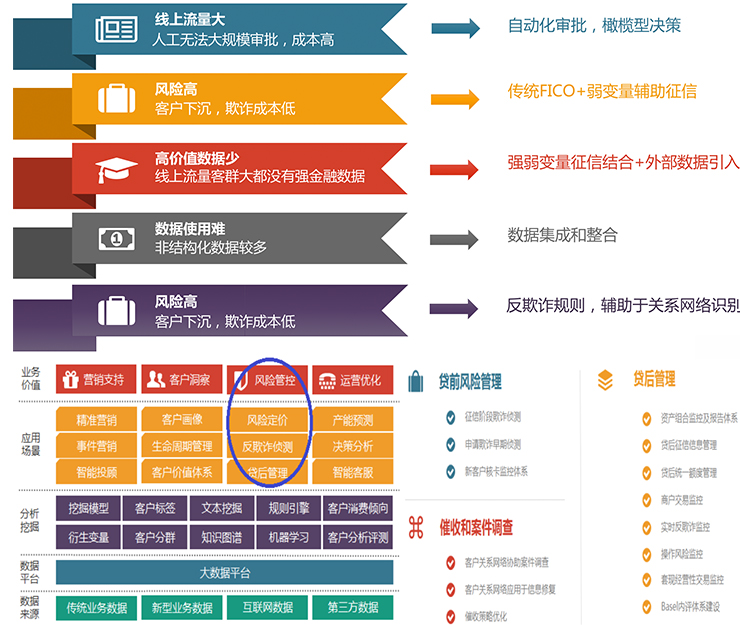 线上流量大
人工无法大规模审批，成本高
自动化审批，橄榄型决策
风险高
客户下沉，欺诈成本低
传统FICO+弱变量辅助征信
高价值数据少
线上流量客群大都没有强金融数据
强弱变量征信结合+外部数据引入
数据使用难
非结构化数据较多
数据集成和整合
风险高
客户下沉，欺诈成本低
反欺诈规则，辅助于关系网络识别
业务
价值
营销支持 客户洞察 风险管控 运营优化
应用
场景
精准营销 客户画像 风险定价 产能预测
事件营销 生命周期管理 反欺诈侦测 决策分析
智能投顾 客户价值体系 贷后管理 智能客服
分析
挖掘
挖掘模型 客户标签 文本挖掘 规则引擎 客户消费倾向
衍生变量 客户分群 知识图谱 机器学习 客户分析评测
数据
平台
大数据平台
数据
来源
传统业务数据 新型业务数据 互联网数据 第三方数据
贷前风险管理
征信阶段欺诈侦测
申请欺诈早期侦测
新客户核卡监控体系
催收和案件调查
客户关系网络协助案件调查
客户关系网络应用于信息修复
催收策略优化
贷后管理
资产组合监控及报告体系
贷后征信信息管理
贷后统一额度管理
商户交易监控
实时反欺诈监控
操作风险监控
套现经营性交易监控
Basel内评体系建设